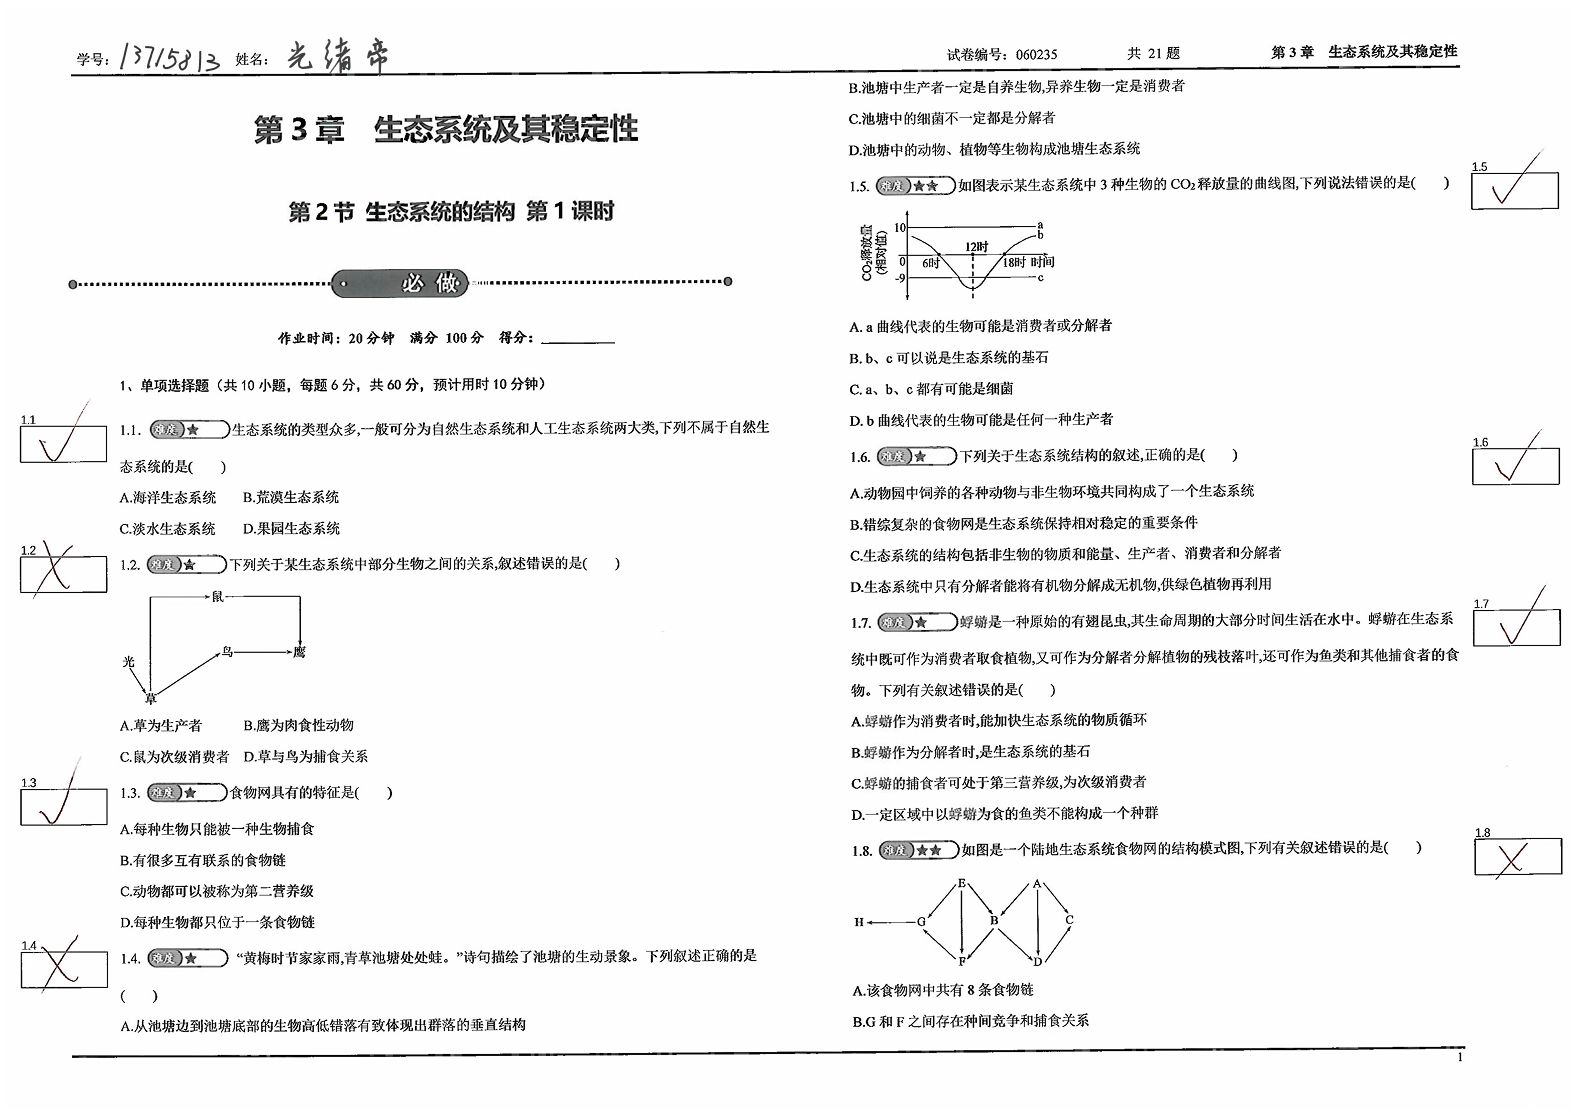 学号: 13715813 姓名: 光绪帝
试卷编号: 060235 共 21题 第 3 章 生态系统及其稳定性
第 3 章 生态系统及其稳定性
第 2 节 生态系统的结构 第 1 课时
必 做
作业时间: 20 分钟 满分 100 分 得分: ________
1、单项选择题（共 10 小题，每题 6 分，共 60 分，预计用时 10 分钟）
1.1
1.1. 难度 ★ 生态系统的类型众多,一般可分为自然生态系统和人工生态系统两大类,下列不属于自然生
态系统的是( )
A.海洋生态系统 B.荒漠生态系统
C.淡水生态系统 D.果园生态系统
1.2
1.2. 难度 ★ 下列关于某生态系统中部分生物之间的关系,叙述错误的是( )
鼠
光 鸟 鹰
草
A.草为生产者 B.鹰为肉食性动物
C.鼠为次级消费者 D.草与鸟为捕食关系
1.3
1.3. 难度 ★ 食物网具有的特征是( )
A.每种生物只能被一种生物捕食
B.有很多互有联系的食物链
C.动物都可以被称为第二营养级
D.每种生物都只位于一条食物链
1.4
1.4. 难度 ★ “黄梅时节家家雨,青草池塘处处蛙。”诗句描绘了池塘的生动景象。下列叙述正确的是
( )
A.从池塘边到池塘底部的生物高低错落有致体现出群落的垂直结构
B.池塘中生产者一定是自养生物,异养生物一定是消费者
C.池塘中的细菌不一定都是分解者
D.池塘中的动物、植物等生物构成池塘生态系统
1.5
1.5. 难度 ★★ 如图表示某生态系统中 3 种生物的 CO₂释放量的曲线图,下列说法错误的是( )
CO₂释放量
(相对值)
10 a
b
12时
0 6时 18时 时间
-9 c
A. a 曲线代表的生物可能是消费者或分解者
B. b、c 可以说是生态系统的基石
C. a、b、c 都有可能是细菌
D. b 曲线代表的生物可能是任何一种生产者
1.6
1.6. 难度 ★ 下列关于生态系统结构的叙述,正确的是( )
A.动物园中饲养的各种动物与非生物环境共同构成了一个生态系统
B.错综复杂的食物网是生态系统保持相对稳定的重要条件
C.生态系统的结构包括非生物的物质和能量、生产者、消费者和分解者
D.生态系统中只有分解者能将有机物分解成无机物,供绿色植物再利用
1.7
1.7. 难度 ★ 蜉蝣是一种原始的有翅昆虫,其生命周期的大部分时间生活在水中。蜉蝣在生态系
统中既可作为消费者取食植物,又可作为分解者分解植物的残枝落叶,还可作为鱼类和其他捕食者的食
物。下列有关叙述错误的是( )
A.蜉蝣作为消费者时,能加快生态系统的物质循环
B.蜉蝣作为分解者时,是生态系统的基石
C.蜉蝣的捕食者可处于第三营养级,为次级消费者
D.一定区域中以蜉蝣为食的鱼类不能构成一个种群
1.8
1.8. 难度 ★★ 如图是一个陆地生态系统食物网的结构模式图,下列有关叙述错误的是( )
E A
H G B C
F D
A.该食物网中共有 8 条食物链
B.G 和 F 之间存在种间竞争和捕食关系
1